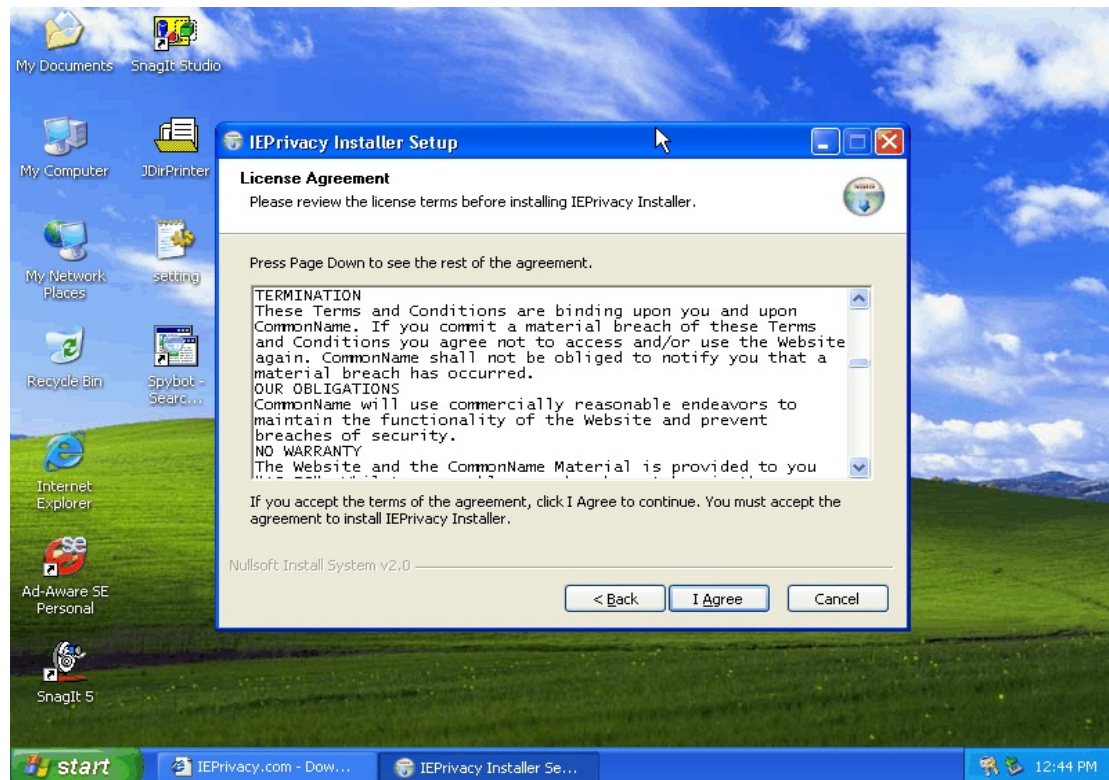 My Documents
SnagIt Studio
My Computer
JDirPrinter
My Network
Places
setting
Recycle Bin
Spybot -
Searc...
Internet
Explorer
Ad-Aware SE
Personal
SnagIt 5
IEPrivacy Installer Setup
License Agreement
Please review the license terms before installing IEPrivacy Installer.
Press Page Down to see the rest of the agreement.
TERMINATION
These Terms and Conditions are binding upon you and upon
CommonName. If you commit a material breach of these Terms
and Conditions you agree not to access and/or use the Website
again. CommonName shall not be obliged to notify you that a
material breach has occurred.
OUR OBLIGATIONS
CommonName will use commercially reasonable endeavors to
maintain the functionality of the Website and prevent
breaches of security.
NO WARRANTY
The Website and the CommonName Material is provided to you
If you accept the terms of the agreement, click I Agree to continue. You must accept the
agreement to install IEPrivacy Installer.
Nullsoft Install System v2.0
< Back
I Agree
Cancel
start
IEPrivacy.com - Dow...
IEPrivacy Installer Se...
12:44 PM